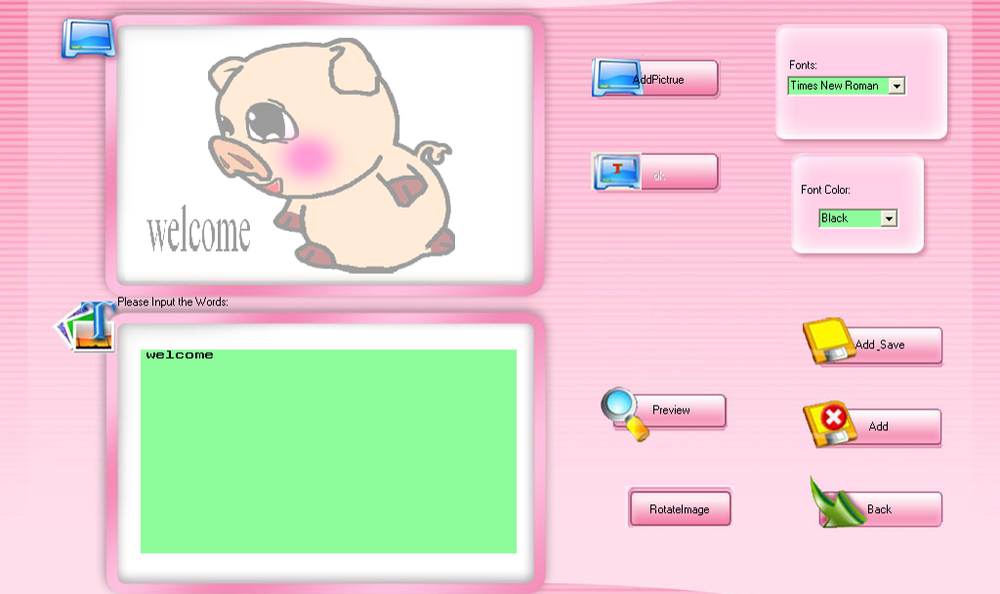 AddPictrue
Fonts:
Times New Roman
T
ok
Font Color:
Black
welcome
Please Input the Words:
T
welcome
Add_Save
Preview
Add
RotateImage
Back